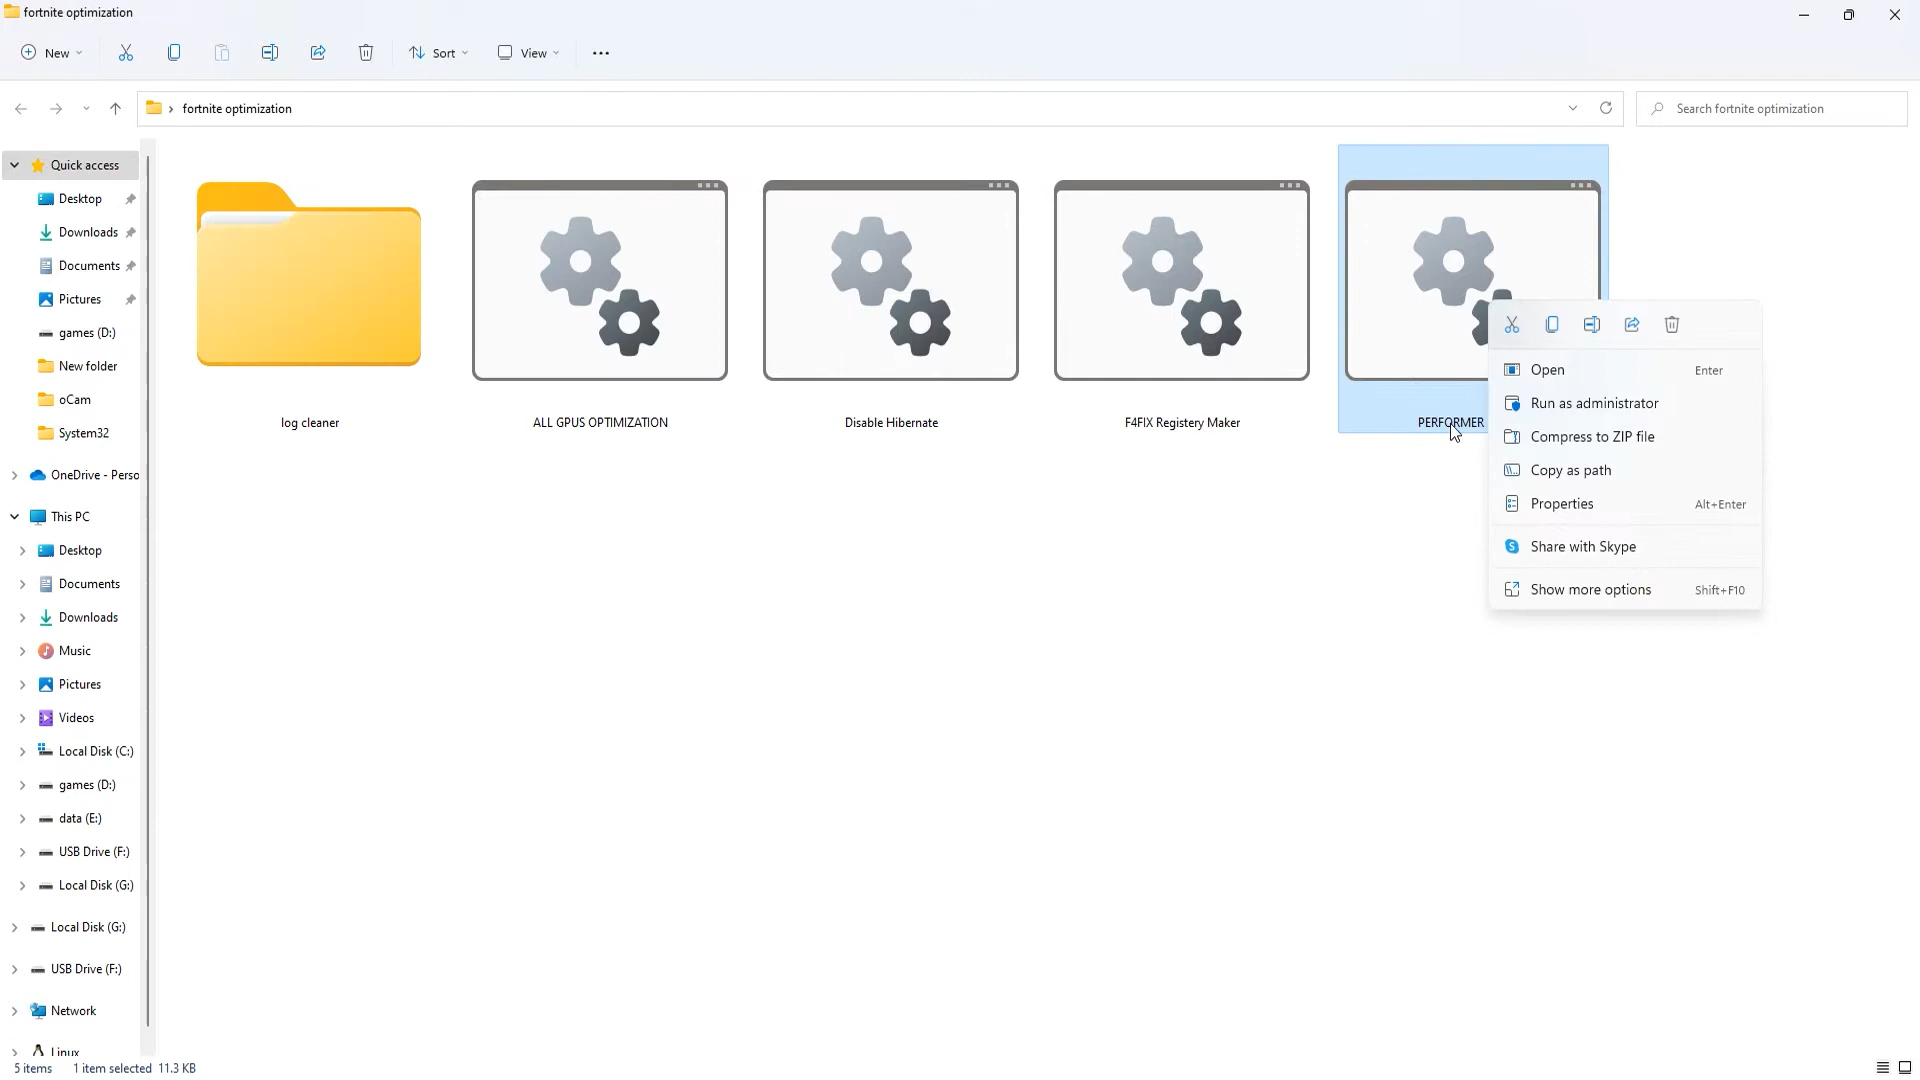 fortnite optimization
New
Sort
View
fortnite optimization
Search fortnite optimization
Quick access
Desktop
Downloads
Documents
Pictures
games (D:)
New folder
oCam
System32
OneDrive - Perso
This PC
Desktop
Documents
Downloads
Music
Pictures
Videos
Local Disk (C:)
games (D:)
data (E:)
USB Drive (F:)
Local Disk (G:)
Local Disk (G:)
USB Drive (F:)
Network
Linux
log cleaner
ALL GPUS OPTIMIZATION
Disable Hibernate
F4FIX Registery Maker
PERFORMER
Open Enter
Run as administrator
Compress to ZIP file
Copy as path
Properties Alt+Enter
Share with Skype
Show more options Shift+F10
5 items 1 item selected 11.3 KB